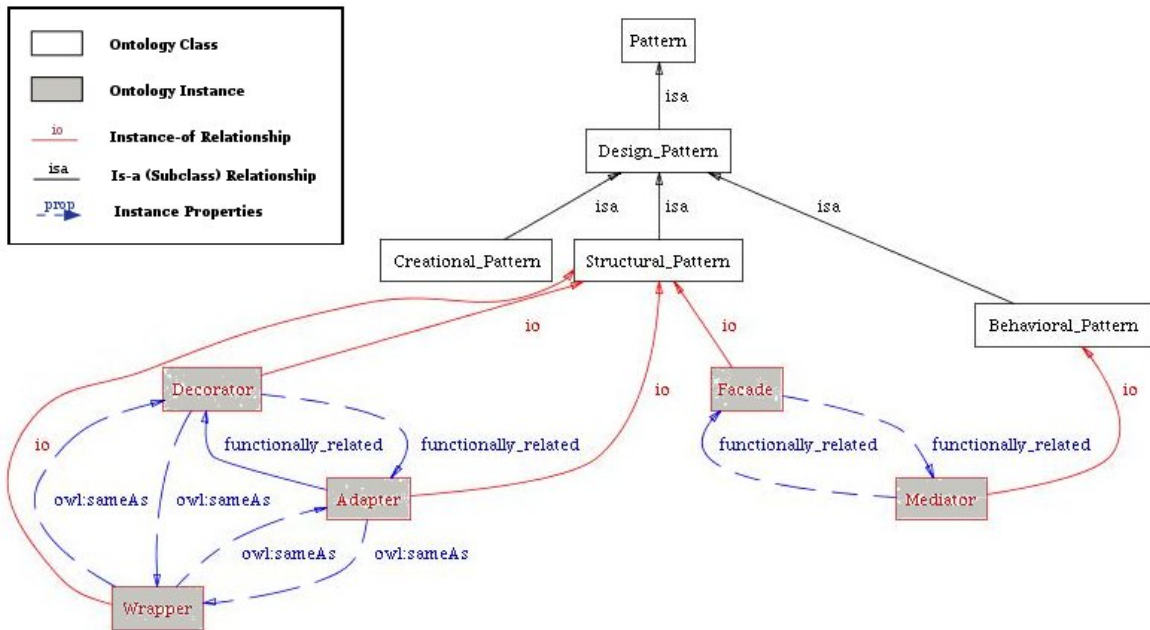 Ontology Class
Ontology Instance
io
Instance-of Relationship
isa
Is-a (Subclass) Relationship
prop
Instance Properties
Pattern
isa
Design_Pattern
isa
isa
isa
Creational_Pattern
Structural_Pattern
Behavioral_Pattern
io
io
io
io
io
Decorator
Facade
functionally_related
functionally_related
functionally_related
functionally_related
Adapter
Mediator
owl:sameAs
owl:sameAs
owl:sameAs
owl:sameAs
Wrapper